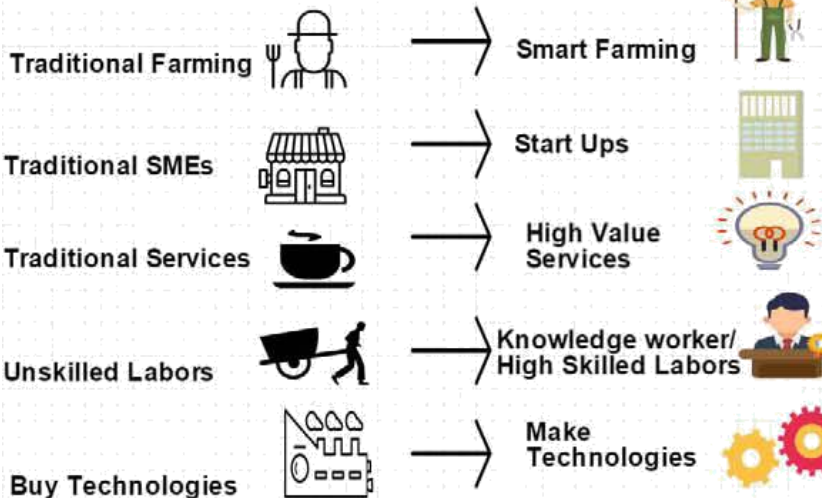 Traditional Farming
Smart Farming
Traditional SMEs
Start Ups
Traditional Services
High Value
Services
Unskilled Labors
Knowledge worker/
High Skilled Labors
Buy Technologies
Make
Technologies